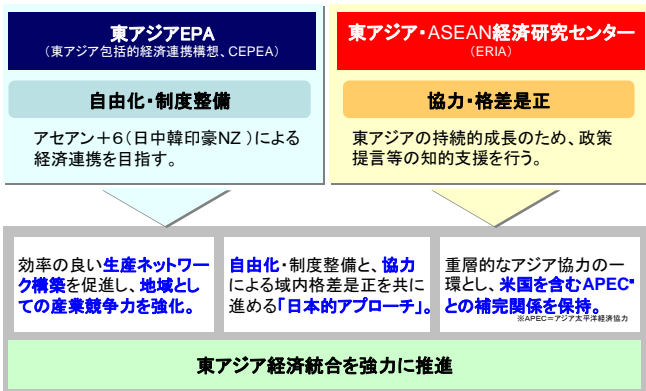 東アジアEPA
（東アジア包括的経済連携構想、CEPEA）
自由化・制度整備
アセアン＋6（日中韓印豪NZ ）による
経済連携を目指す。
東アジア・ASEAN経済研究センター
（ERIA）
協力・格差是正
東アジアの持続的成長のため、政策
提言等の知的支援を行う。
効率の良い生産ネットワー
ク構築を促進し、地域とし
ての産業競争力を強化。
自由化・制度整備と、協力
による域内格差是正を共に
進める「日本的アプローチ」。
重層的なアジア協力の一
環とし、米国を含むAPEC※
との補完関係を保持。
※APEC＝アジア太平洋経済協力
東アジア経済統合を強力に推進